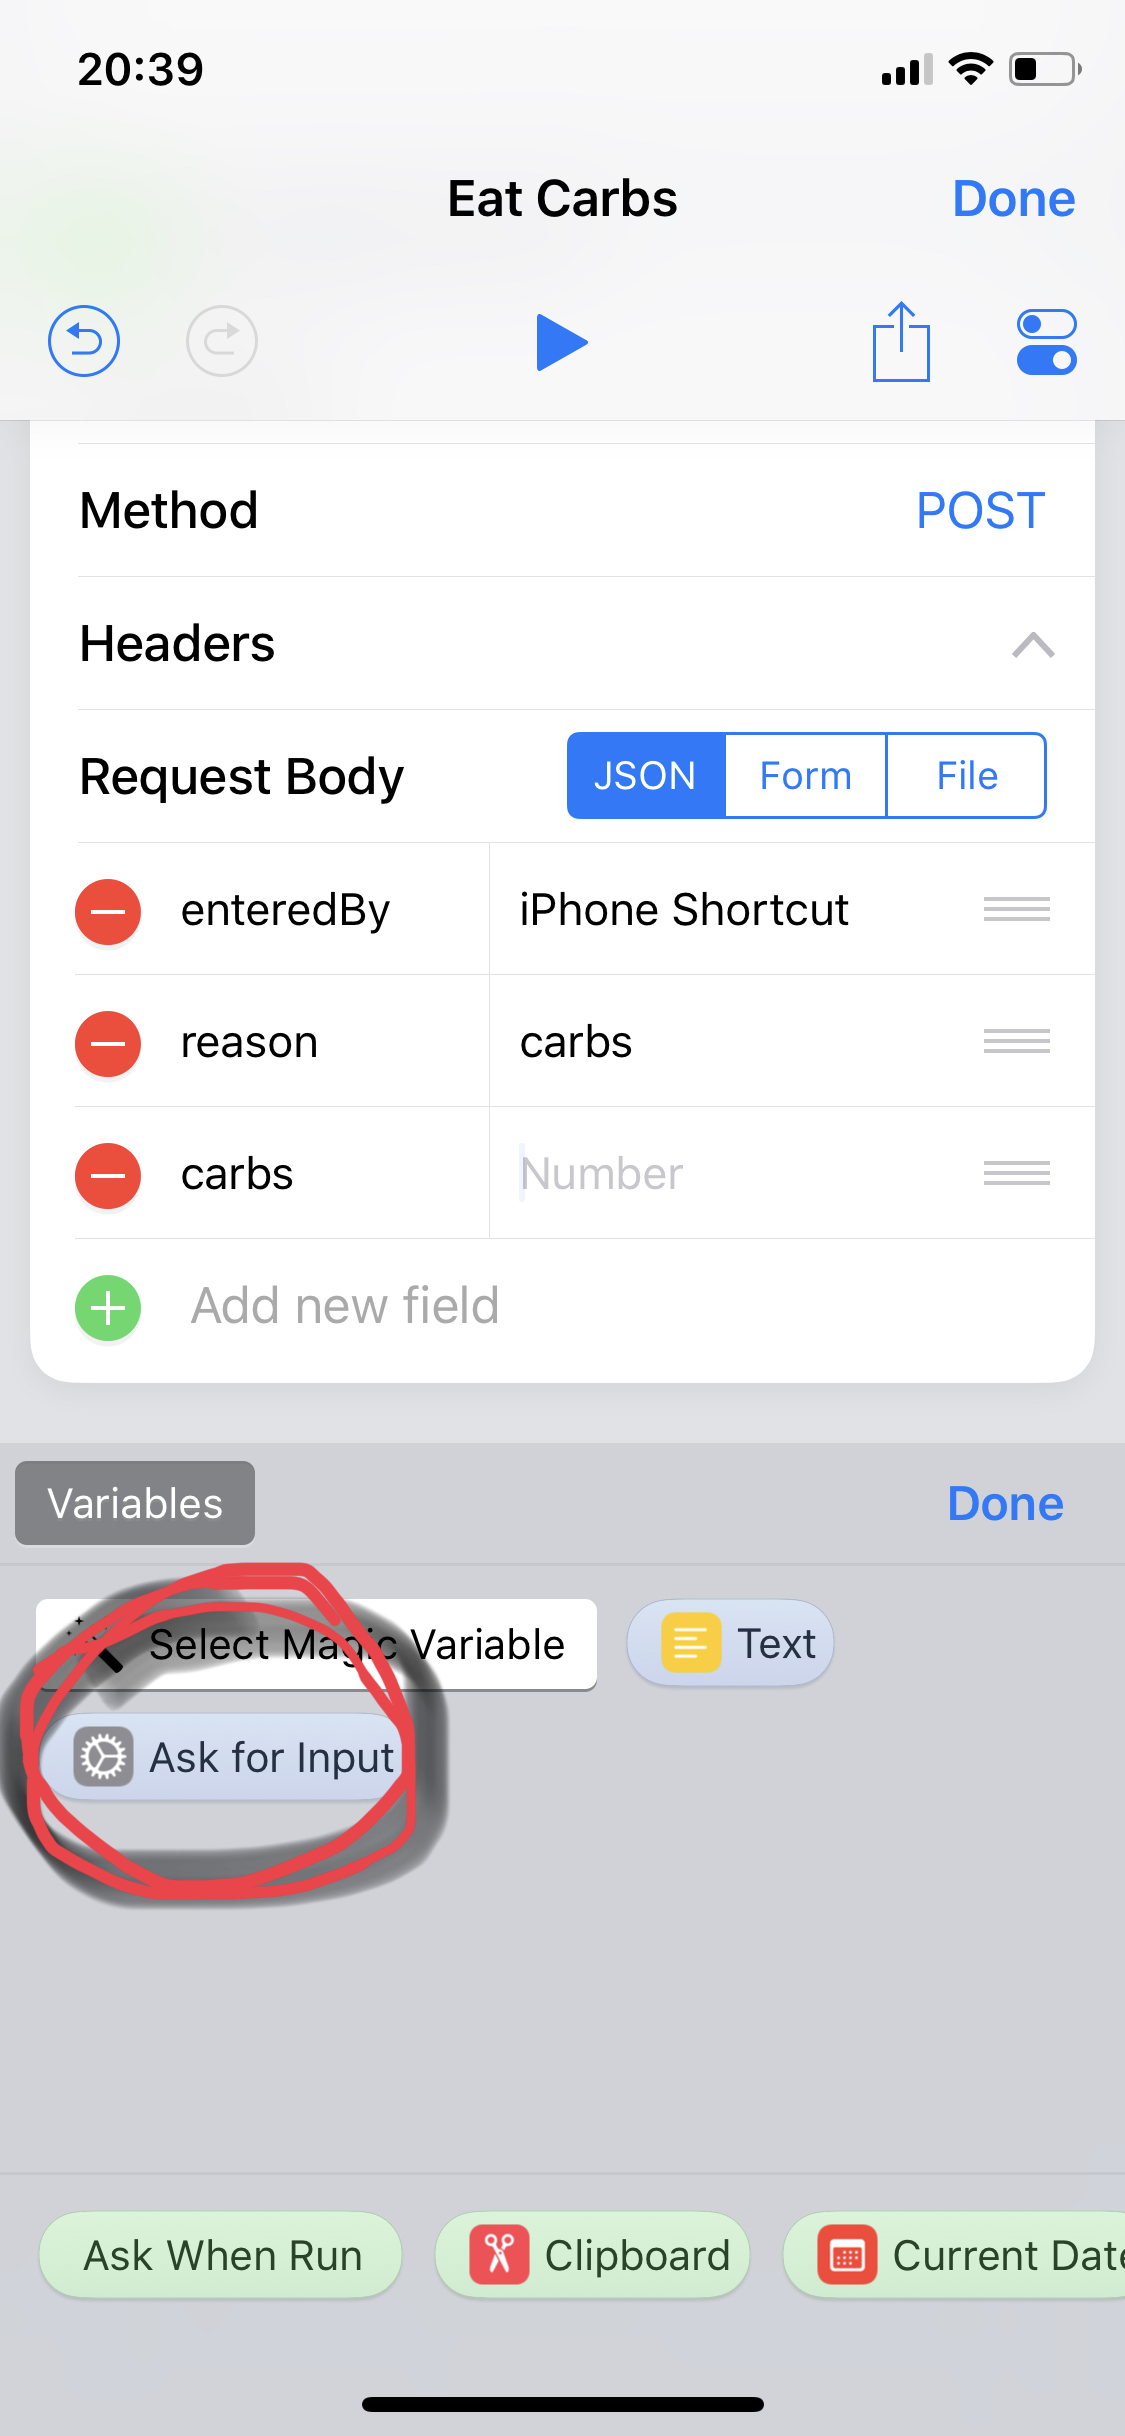 20:39
Eat Carbs Done
Method POST
Headers
Request Body JSON Form File
enteredBy iPhone Shortcut
reason carbs
carbs Number
Add new field
Variables Done
Select Magic Variable Text
Ask for Input
Ask When Run Clipboard Current Date